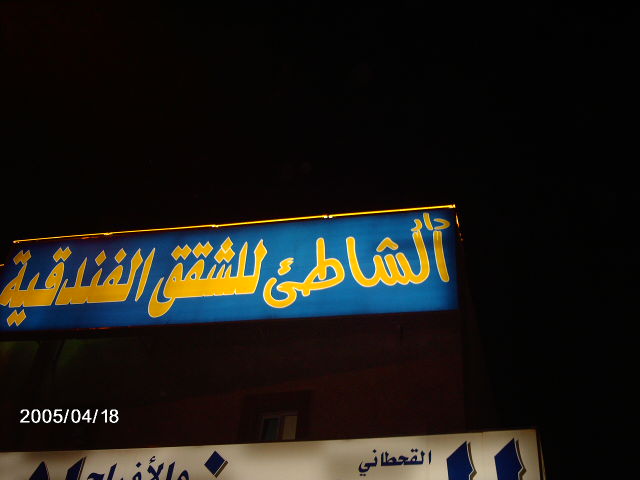 دار الشاطئ للشقق الفندقية
2005/04/18
القحطاني
والأفراح